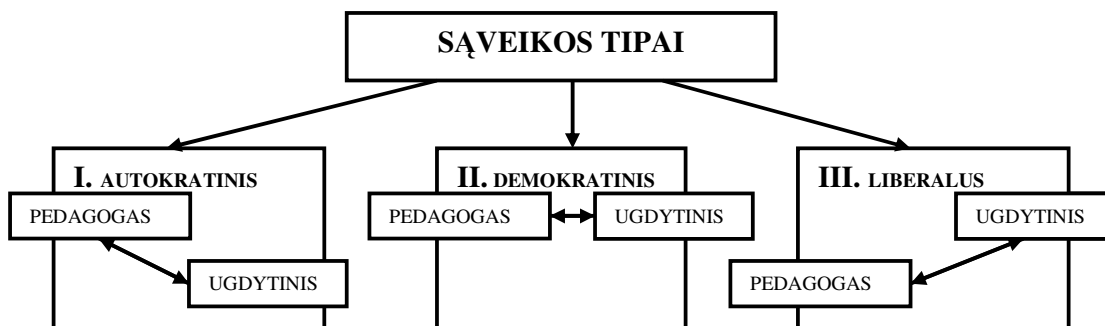 SĄVEIKOS TIPAI
I. AUTOKRATINIS
PEDAGOGAS
UGDYTINIS
II. DEMOKRATINIS
PEDAGOGAS
UGDYTINIS
III. LIBERALUS
UGDYTINIS
PEDAGOGAS